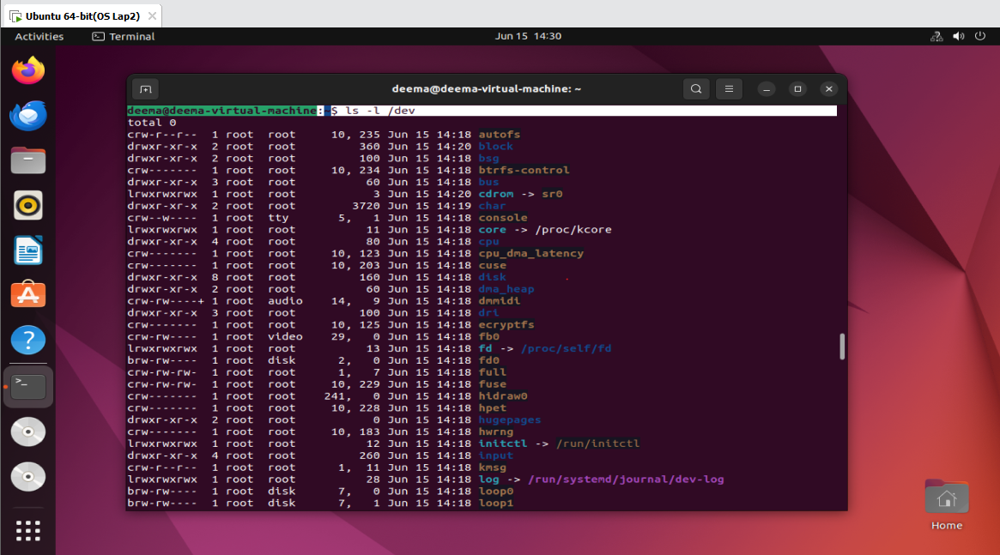 Ubuntu 64-bit(OS Lap2)
Activities Terminal Jun 15 14:30
deema@deema-virtual-machine: ~
deema@deema-virtual-machine:~$ ls -l /dev
total 0
crw-r--r-- 1 root root 10, 235 Jun 15 14:18 autofs
drwxr-xr-x 2 root root 360 Jun 15 14:20 block
drwxr-xr-x 2 root root 100 Jun 15 14:18 bsg
crw------- 1 root root 10, 234 Jun 15 14:18 btrfs-control
drwxr-xr-x 3 root root 60 Jun 15 14:18 bus
lrwxrwxrwx 1 root root 3 Jun 15 14:20 cdrom -> sr0
drwxr-xr-x 2 root root 3720 Jun 15 14:19 char
crw--w---- 1 root tty 5, 1 Jun 15 14:18 console
lrwxrwxrwx 1 root root 11 Jun 15 14:18 core -> /proc/kcore
drwxr-xr-x 4 root root 80 Jun 15 14:18 cpu
crw------- 1 root root 10, 123 Jun 15 14:18 cpu_dma_latency
crw------- 1 root root 10, 203 Jun 15 14:18 cuse
drwxr-xr-x 8 root root 160 Jun 15 14:18 disk
drwxr-xr-x 2 root root 60 Jun 15 14:18 dma_heap
crw-rw----+ 1 root audio 14, 9 Jun 15 14:18 dmmidi
drwxr-xr-x 3 root root 100 Jun 15 14:18 dri
crw------- 1 root root 10, 125 Jun 15 14:18 ecryptfs
crw-rw---- 1 root video 29, 0 Jun 15 14:18 fb0
lrwxrwxrwx 1 root root 13 Jun 15 14:18 fd -> /proc/self/fd
brw-rw---- 1 root disk 2, 0 Jun 15 14:18 fd0
crw-rw-rw- 1 root root 1, 7 Jun 15 14:18 full
crw-rw-rw- 1 root root 10, 229 Jun 15 14:18 fuse
crw------- 1 root root 241, 0 Jun 15 14:18 hidraw0
crw------- 1 root root 10, 228 Jun 15 14:18 hpet
drwxr-xr-x 2 root root 0 Jun 15 14:18 hugepages
crw------- 1 root root 10, 183 Jun 15 14:18 hwrng
lrwxrwxrwx 1 root root 12 Jun 15 14:18 initctl -> /run/initctl
drwxr-xr-x 4 root root 260 Jun 15 14:18 input
crw-r--r-- 1 root root 1, 11 Jun 15 14:18 kmsg
lrwxrwxrwx 1 root root 28 Jun 15 14:18 log -> /run/systemd/journal/dev-log
brw-rw---- 1 root disk 7, 0 Jun 15 14:18 loop0
brw-rw---- 1 root disk 7, 1 Jun 15 14:18 loop1
Home